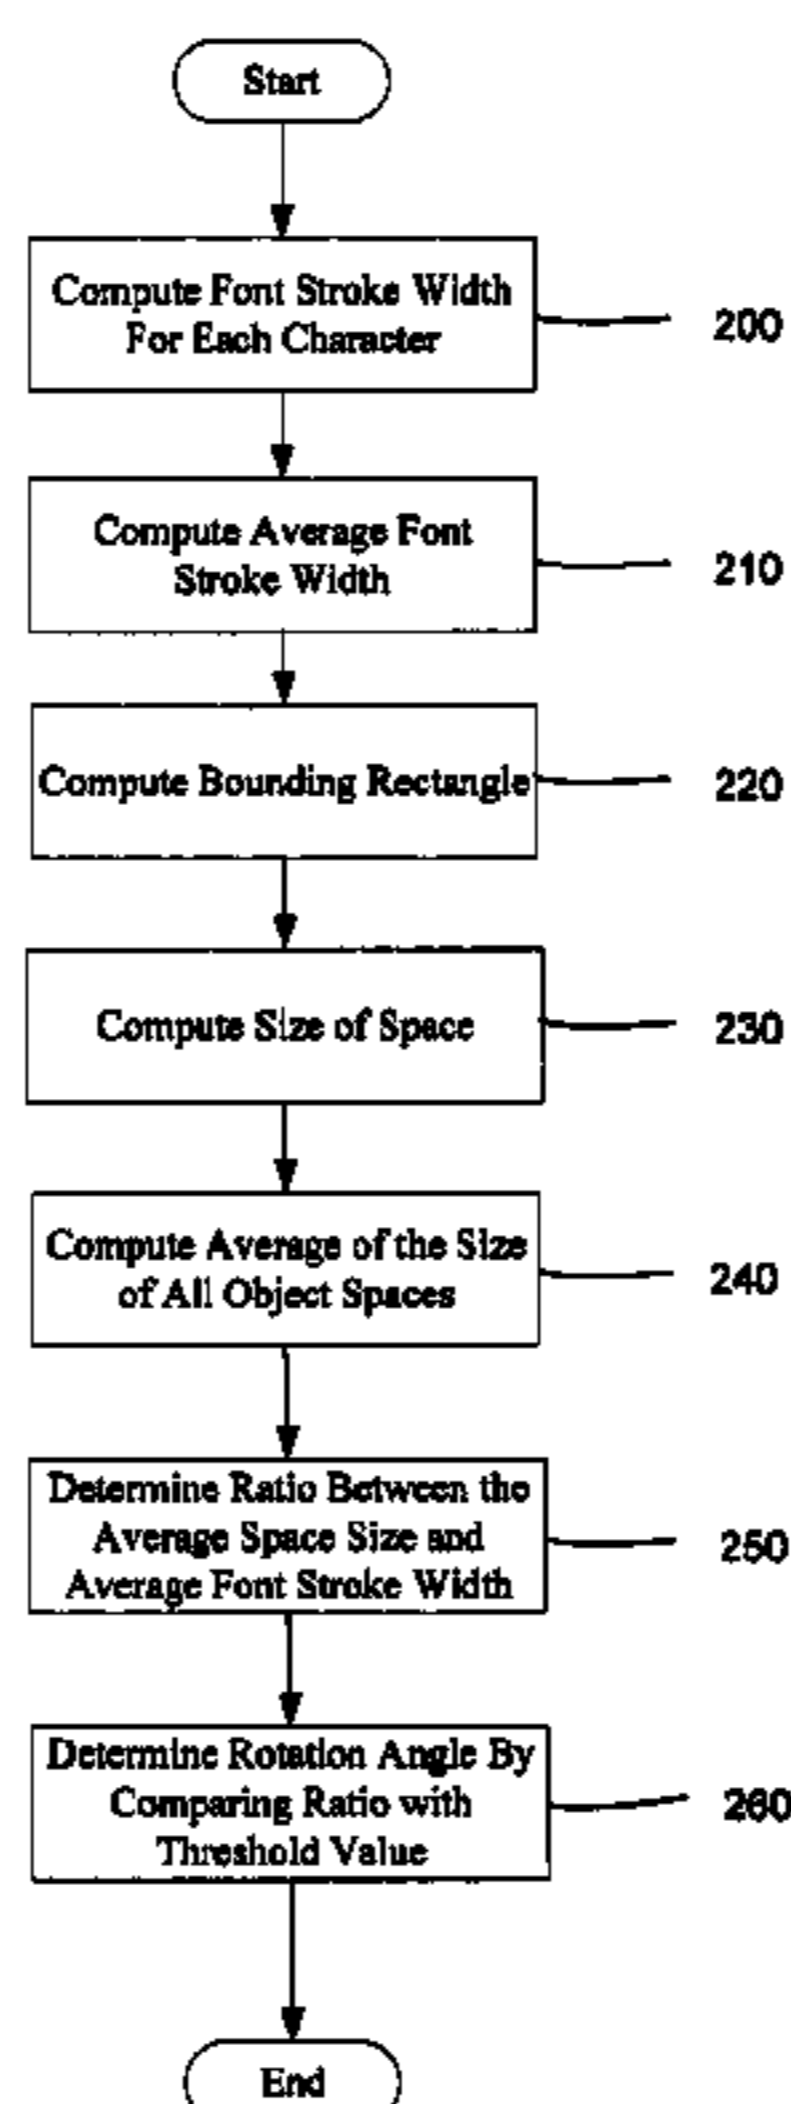 Start
Compute Font Stroke Width
For Each Character
200
Compute Average Font
Stroke Width
210
Compute Bounding Rectangle
220
Compute Size of Space
230
Compute Average of the Size
of All Object Spaces
240
Determine Ratio Between the
Average Space Size and
Average Font Stroke Width
250
Determine Rotation Angle By
Comparing Ratio with
Threshold Value
260
End